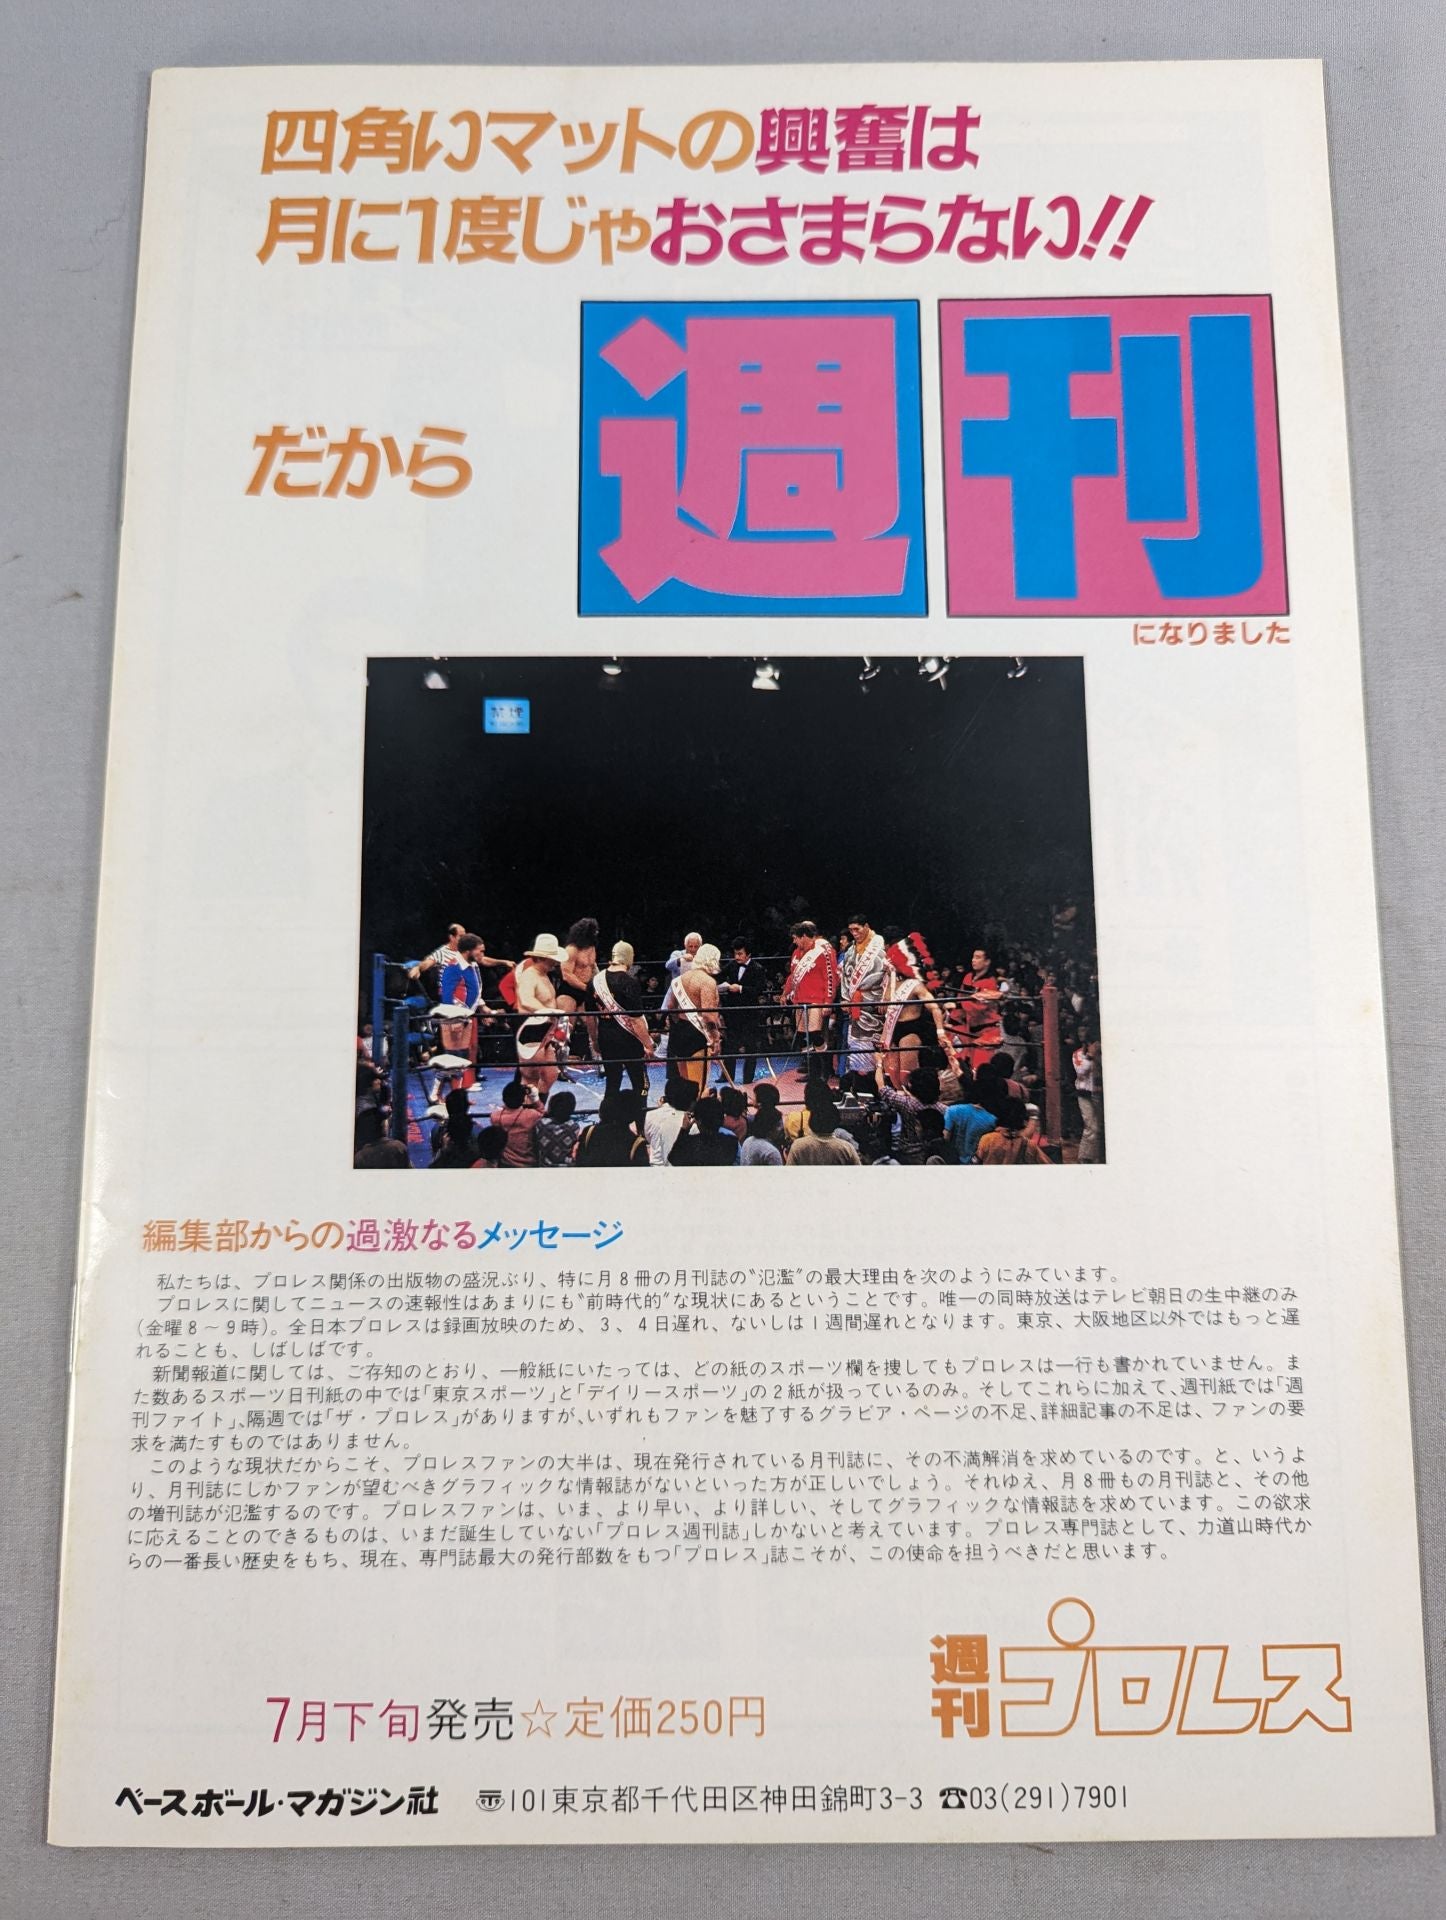 四角いマットの興奮は
月に1度じゃおさまらない!!
だから
週刊
になりました
禁煙
編集部からの過激なるメッセージ
私たちは、プロレス関係の出版物の盛況ぶり、特に月8冊の月刊誌の"氾濫"の最大理由を次のようにみています。
プロレスに関してニュースの速報性はあまりにも"前時代的"な現状にあるということです。唯一の同時放送はテレビ朝日の生中継のみ
(金曜8～9時)。全日本プロレスは録画放映のため、3、4日遅れ、ないしは1週間遅れとなります。東京、大阪地区以外ではもっと遅
れることも、しばしばです。
新聞報道に関しては、ご存知のとおり、一般紙にいたっては、どの紙のスポーツ欄を捜してもプロレスは一行も書かれていません。ま
た数あるスポーツ日刊紙の中では「東京スポーツ」と「デイリースポーツ」の2紙が扱っているのみ。そしてこれらに加えて、週刊紙では「週
刊ファイト」、隔週では「ザ・プロレス」がありますが、いずれもファンを魅了するグラビア・ページの不足、詳細記事の不足は、ファンの要
求を満たすものではありません。
このような現状だからこそ、プロレスファンの大半は、現在発行されている月刊誌に、その不満解消を求めているのです。と、いうよ
り、月刊誌にしかファンが望むべきグラフィックな情報誌がないといった方が正しいでしょう。それゆえ、月8冊もの月刊誌と、その他
の増刊誌が氾濫するのです。プロレスファンは、いま、より早い、より詳しい、そしてグラフィックな情報誌を求めています。この欲求
に応えることのできるものは、いまだ誕生していない「プロレス週刊誌」しかないと考えています。プロレス専門誌として、力道山時代か
らの一番長い歴史をもち、現在、専門誌最大の発行部数をもつ「プロレス」誌こそが、この使命を担うべきだと思います。
週刊プロレス
7月下旬発売☆定価250円
ベースボール・マガジン社 〠101東京都千代田区神田錦町3-3 ☎03(291)7901